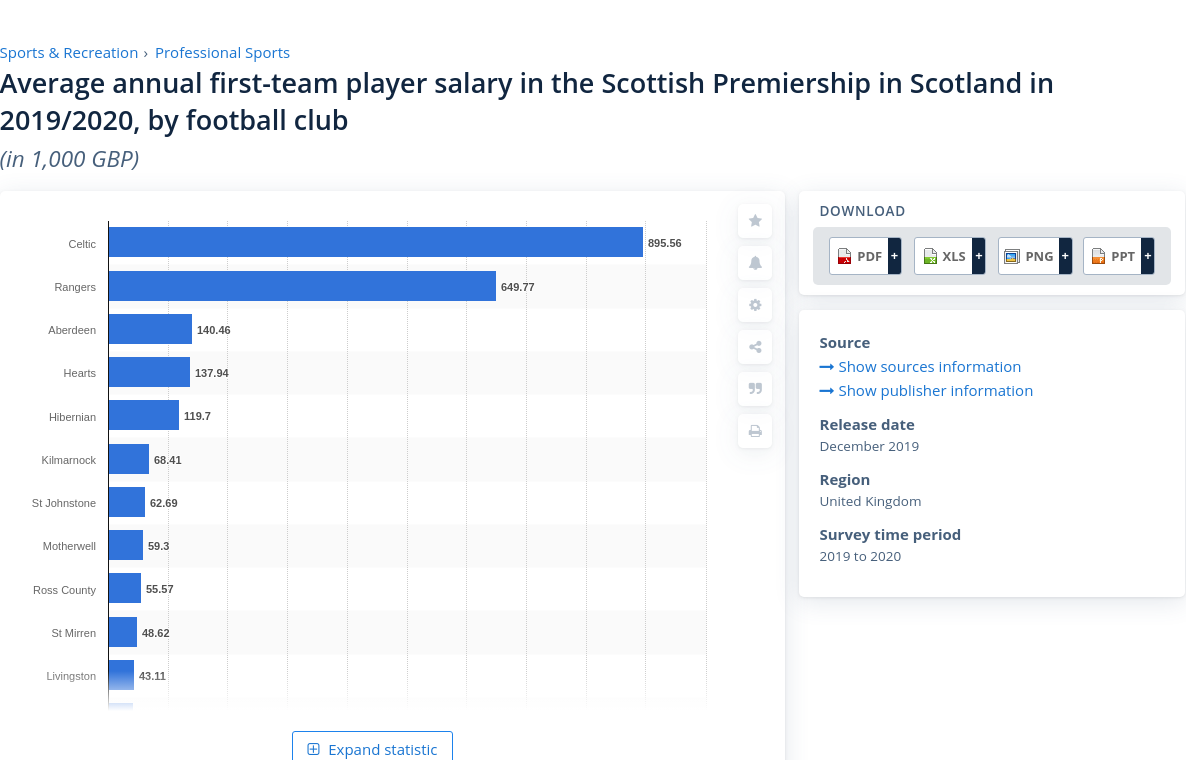 Sports & Recreation › Professional Sports
Average annual first-team player salary in the Scottish Premiership in Scotland in
2019/2020, by football club
(in 1,000 GBP)
Celtic 895.56
Rangers 649.77
Aberdeen 140.46
Hearts 137.94
Hibernian 119.7
Kilmarnock 68.41
St Johnstone 62.69
Motherwell 59.3
Ross County 55.57
St Mirren 48.62
Livingston 43.11
Expand statistic
DOWNLOAD
PDF + XLS + PNG + PPT +
Source
Show sources information
Show publisher information
Release date
December 2019
Region
United Kingdom
Survey time period
2019 to 2020